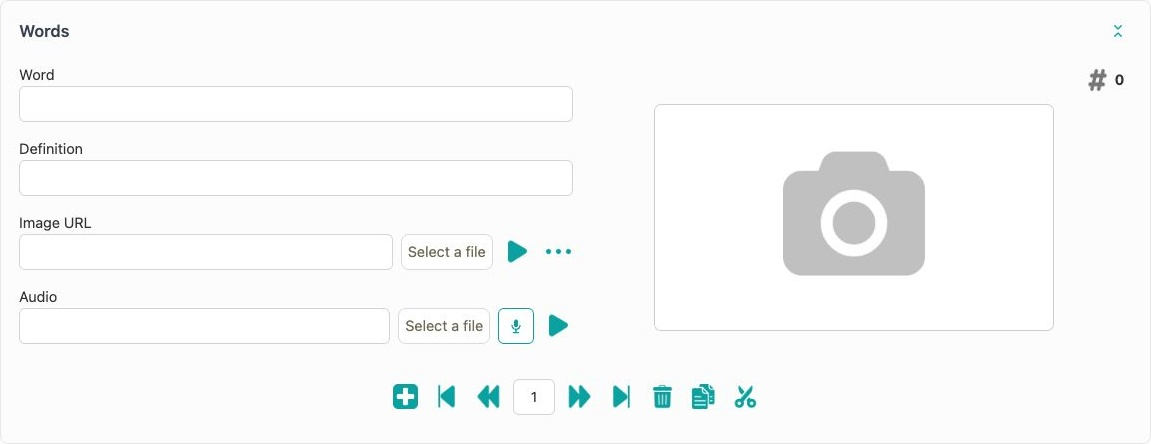 Words
Word
# 0
Definition
Image URL
Select a file
Audio
Select a file
1